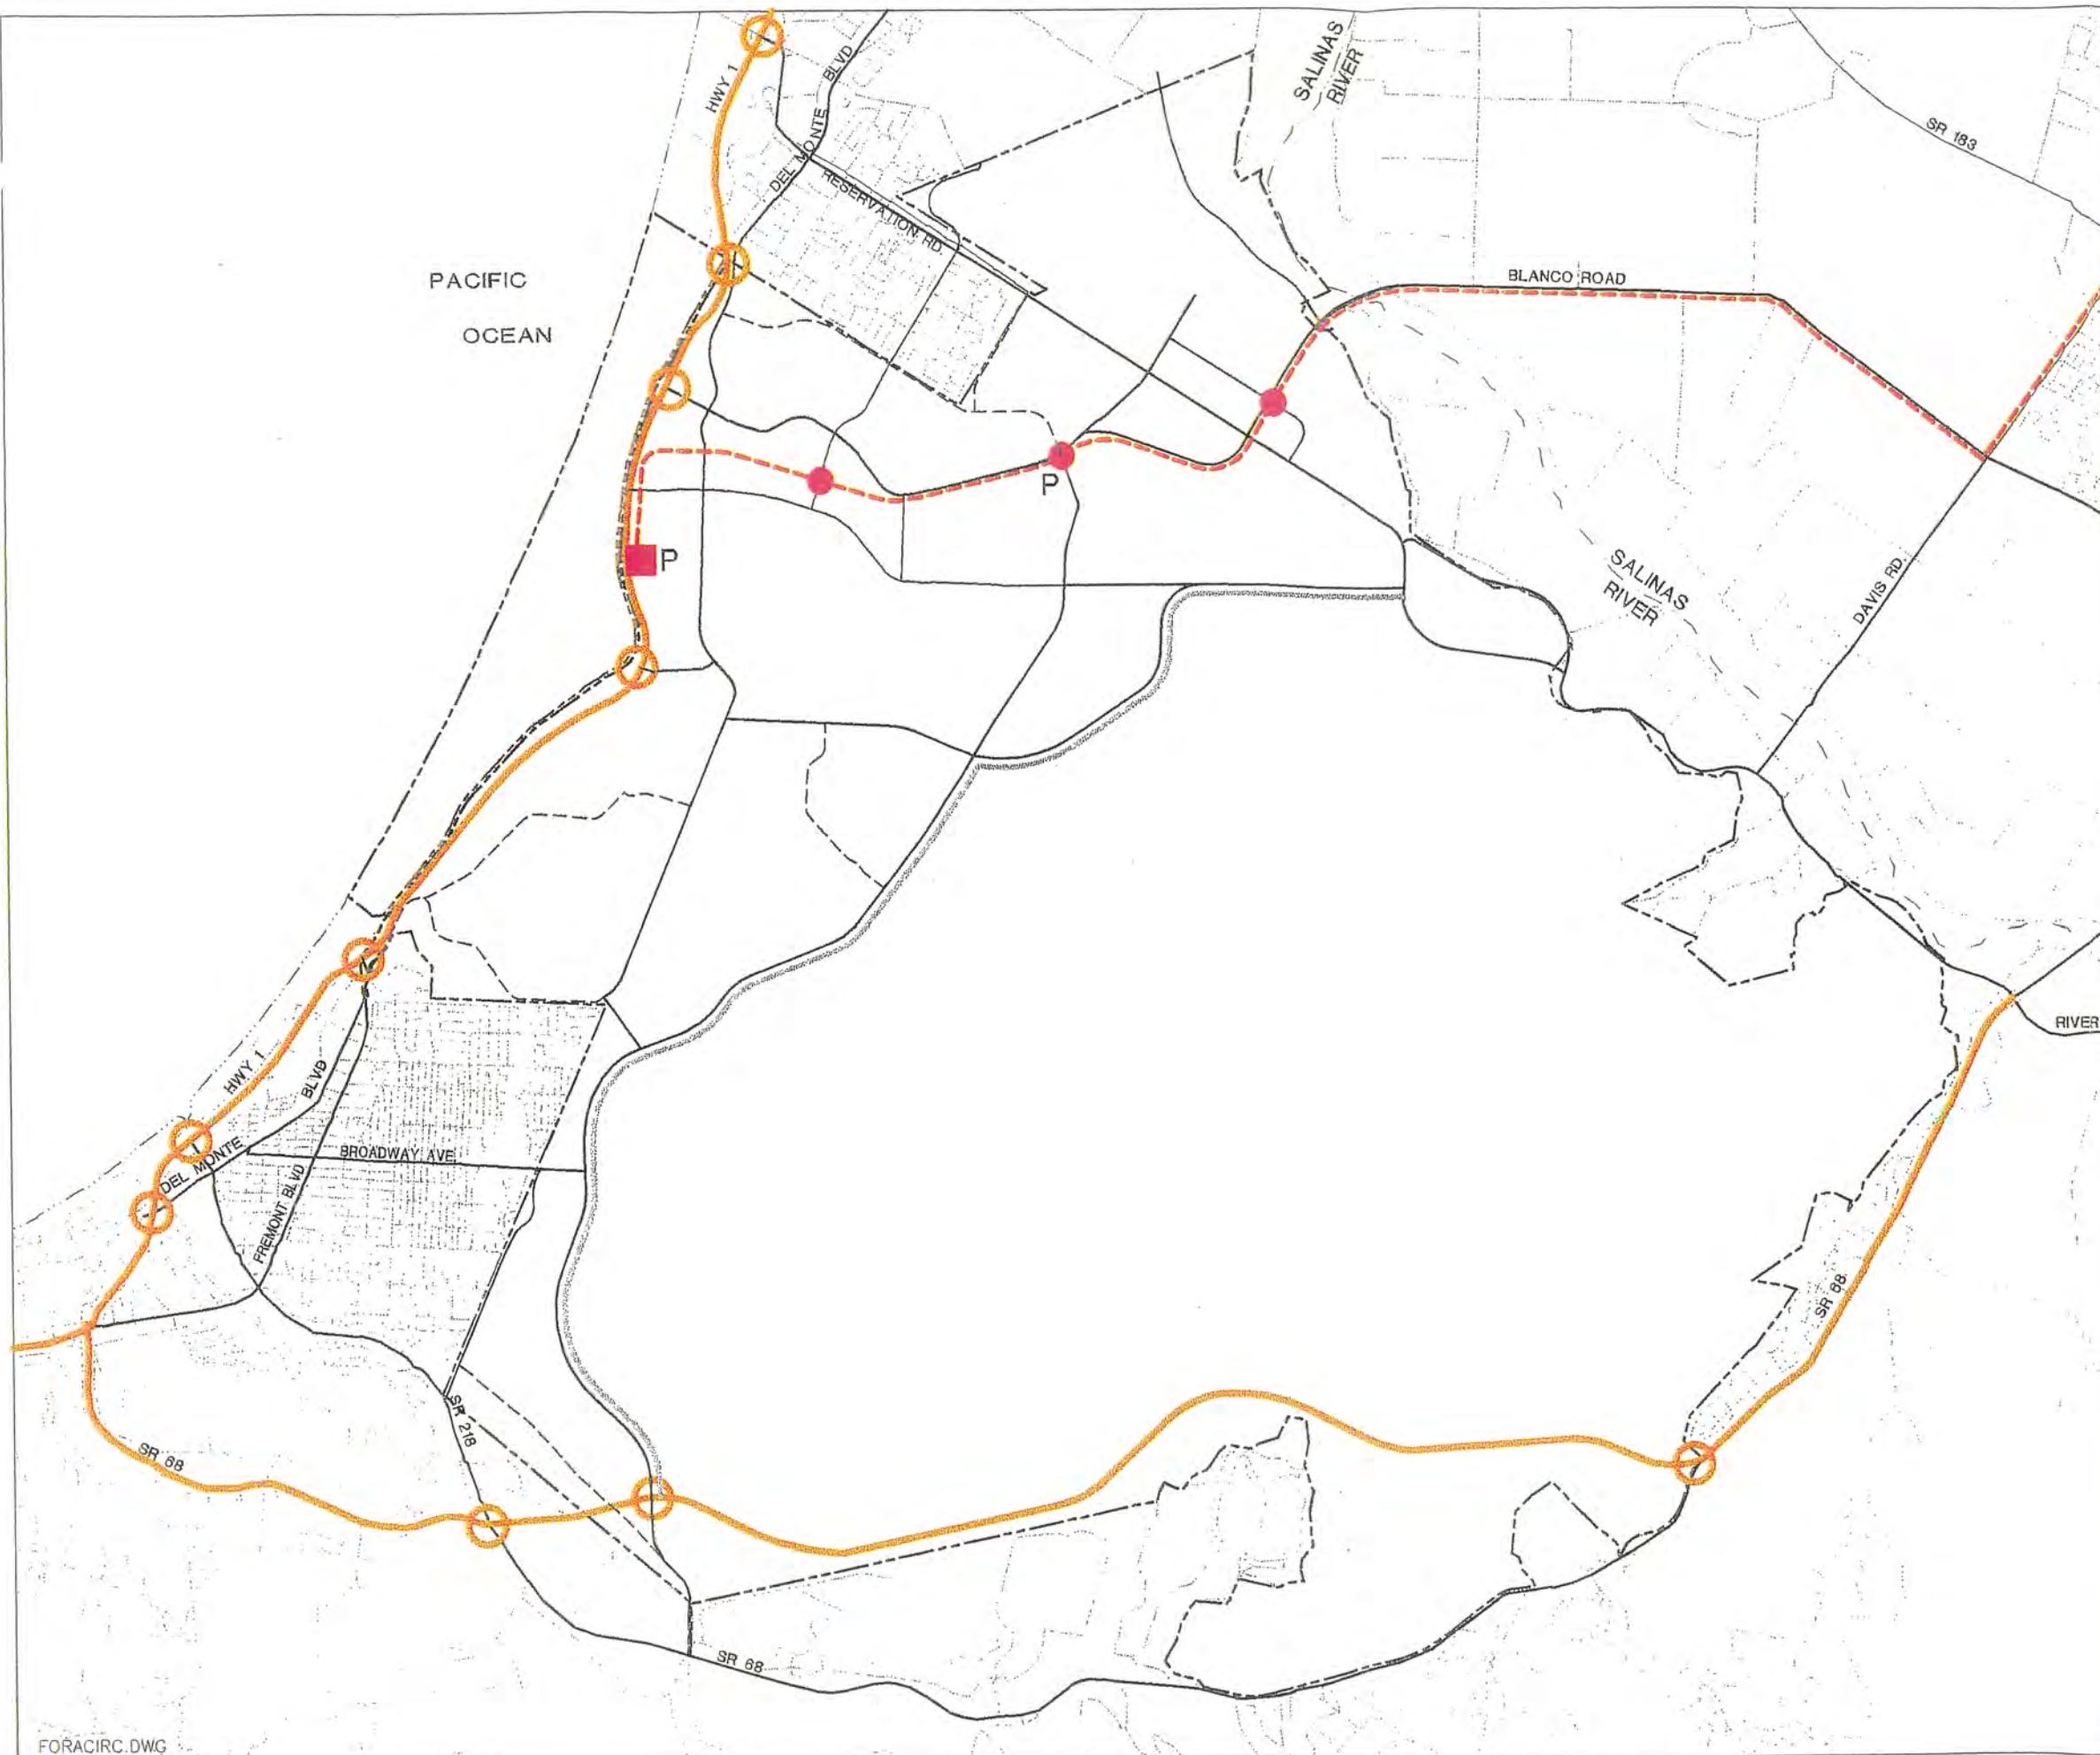 HWY 1
DEL MONTE BLVD
SALINAS
RIVER
SR 183
RESERVATION RD
PACIFIC
OCEAN
BLANCO ROAD
P
P
SALINAS
RIVER
DAVIS RD.
RIVER
HWY 1
DEL MONTE BLVD
BROADWAY AVE
FREMONT BLVD
SR 68
SR 218
SR 68
SR 68
FORACIRC.DWG